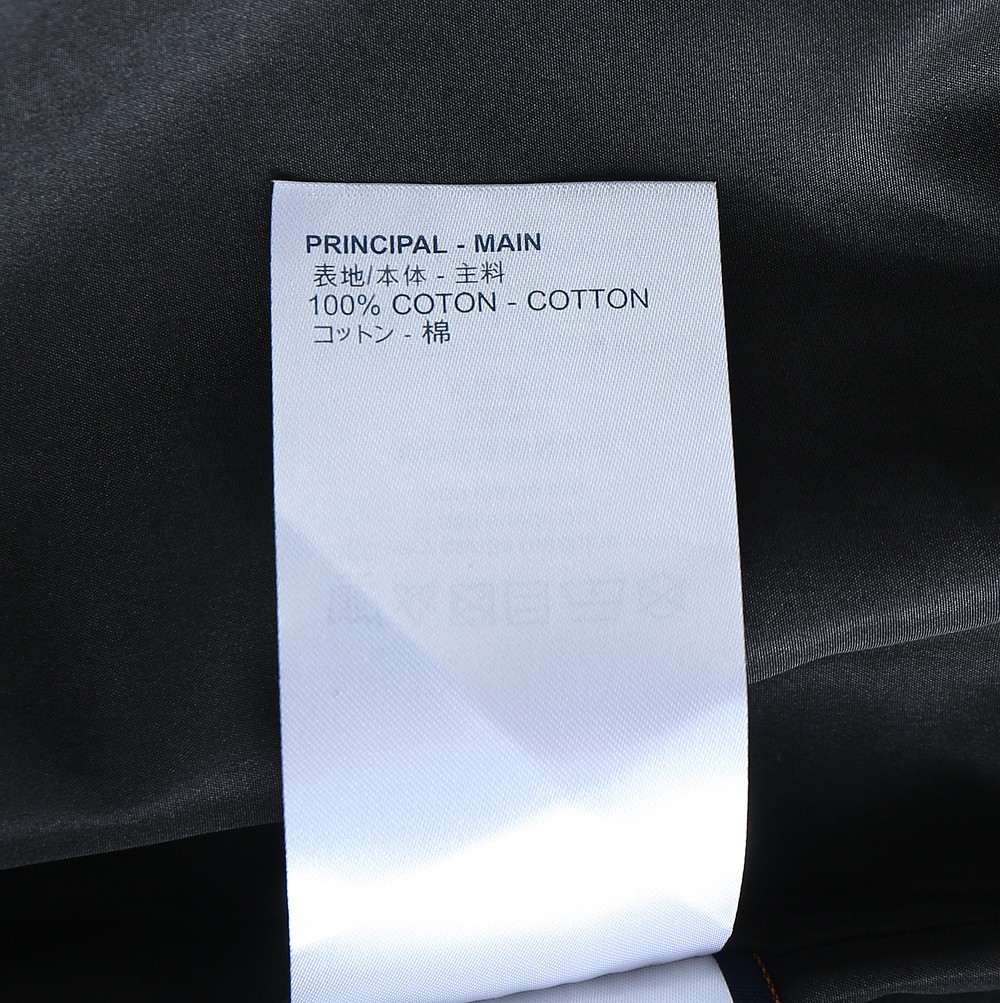 PRINCIPAL - MAIN
表地/本体 - 主料
100% COTON - COTTON
コットン - 棉